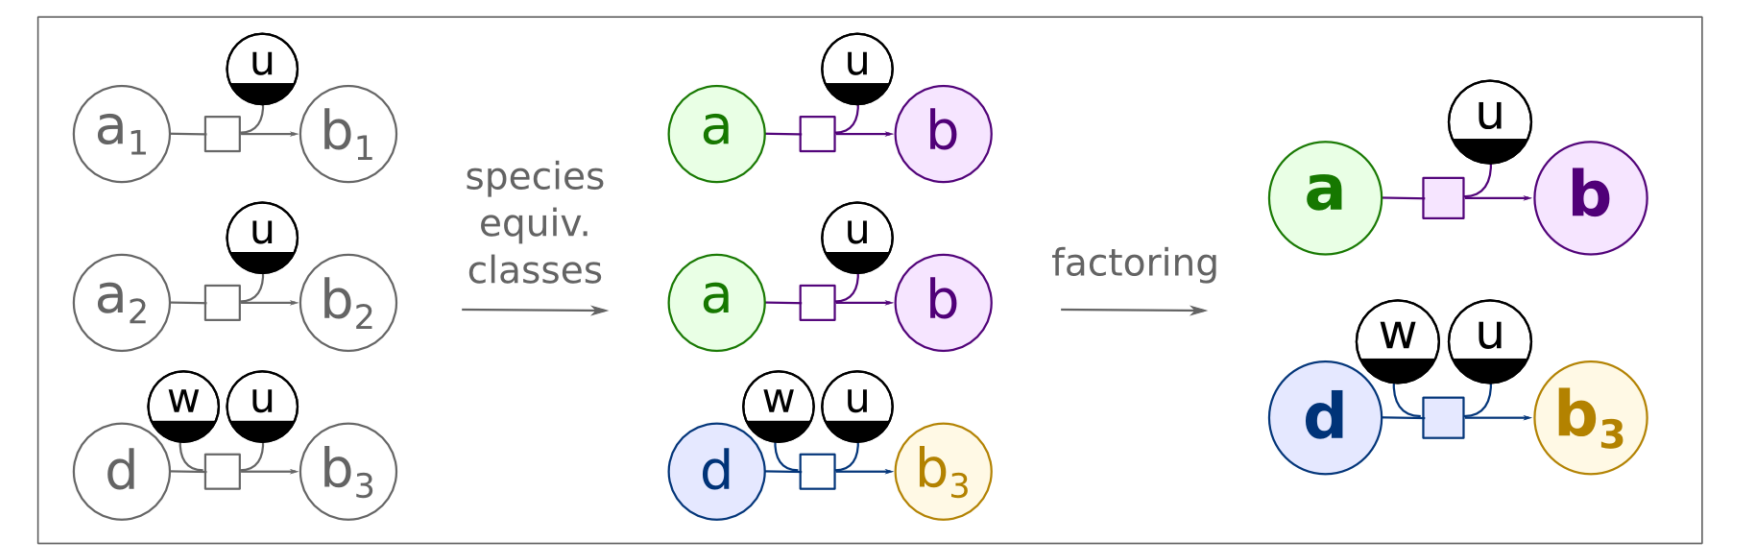 u
a₁ b₁
u
a₂ b₂
w u
d b₃
species
equiv.
classes
u
a b
u
a b
w u
d b₃
factoring
u
a b
w u
d b₃